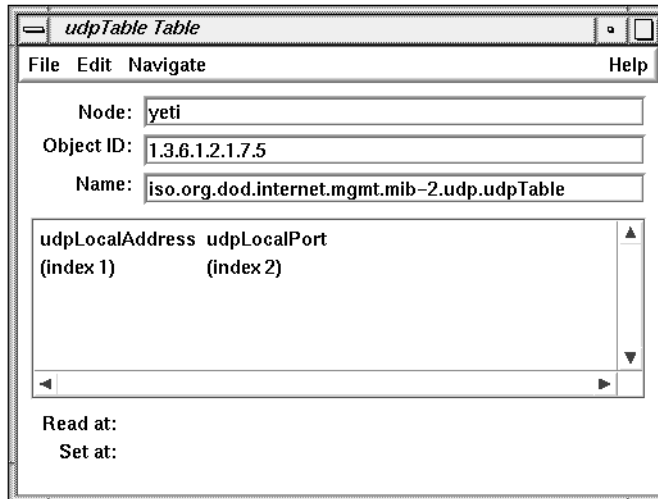 udpTable Table
File Edit Navigate Help
Node: yeti
Object ID: 1.3.6.1.2.1.7.5
Name: iso.org.dod.internet.mgmt.mib-2.udp.udpTable
udpLocalAddress udpLocalPort
(index 1) (index 2)
Read at:
Set at: